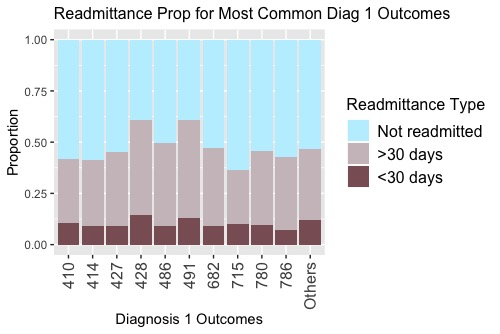 Readmittance Prop for Most Common Diag 1 Outcomes
1.00
0.75
0.50
0.25
0.00
Proportion
410
414
427
428
486
491
682
715
780
786
Others
Diagnosis 1 Outcomes
Readmittance Type
Not readmitted
>30 days
<30 days